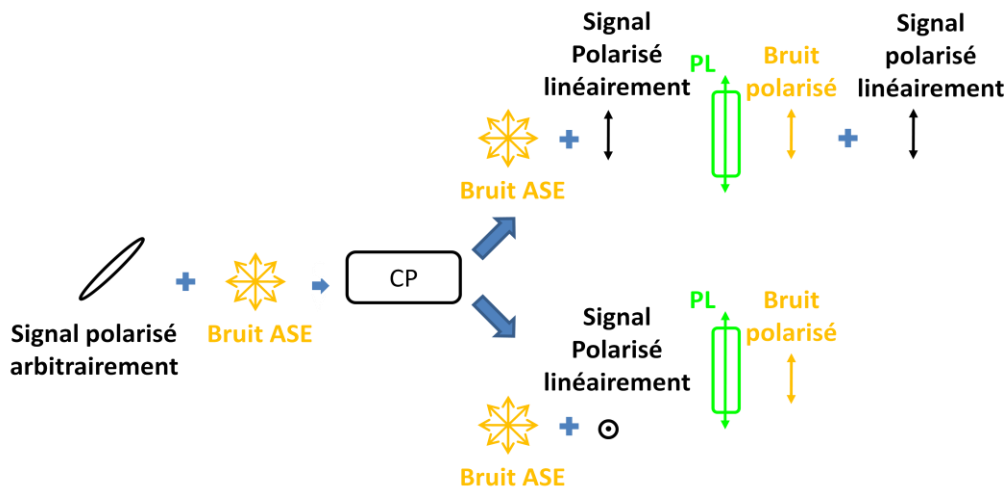 Signal
Polarisé
linéairement
PL
Bruit
polarisé
Signal
polarisé
linéairement
Bruit ASE
CP
Signal polarisé
arbitrairement
Bruit ASE
Signal
Polarisé
linéairement
PL
Bruit
polarisé
Bruit ASE